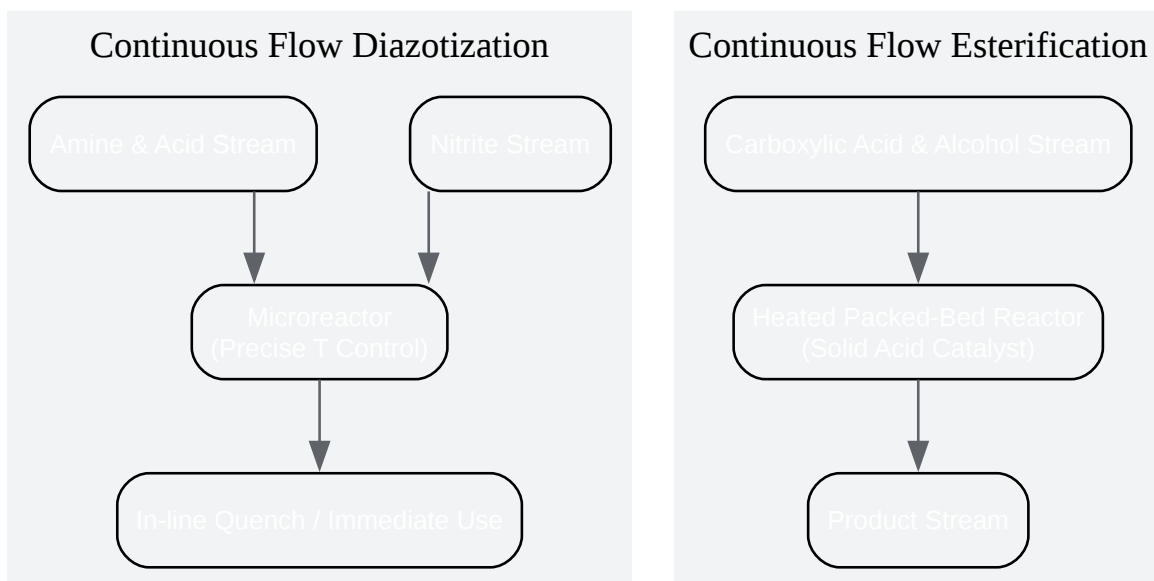 Continuous Flow Diazotization
Amine & Acid Stream
Nitrite Stream
Microreactor
(Precise T Control)
In-line Quench / Immediate Use
Continuous Flow Esterification
Carboxylic Acid & Alcohol Stream
Heated Packed-Bed Reactor
(Solid Acid Catalyst)
Product Stream